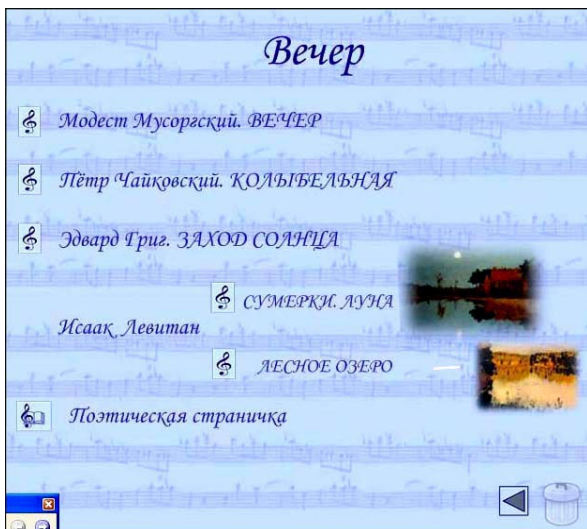 Вечер
Модест Мусоргский. ВЕЧЕР
Пётр Чайковский. КОЛЫБЕЛЬНАЯ
Эдвард Григ. ЗАХОД СОЛНЦА
СУМЕРКИ. ЛУНА
Исаак Левитан
ЛЕСНОЕ ОЗЕРО
Поэтическая страничка